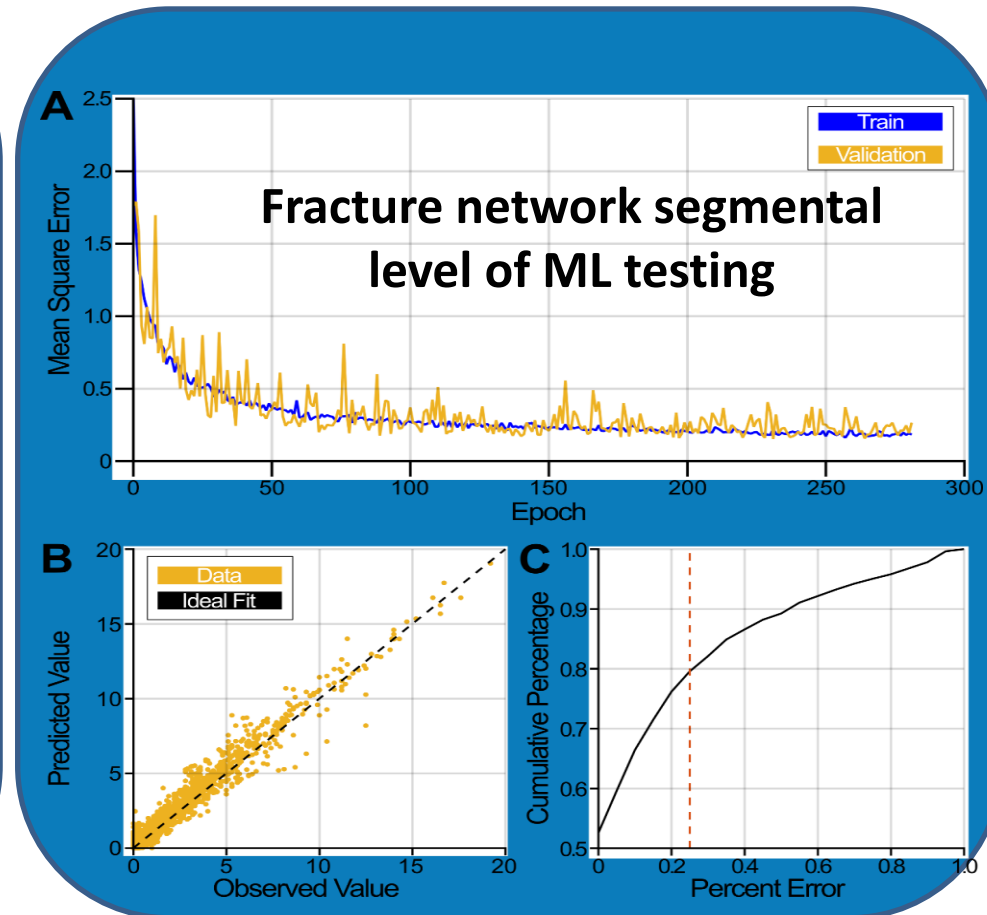 A
2.5
2.0
1.5
1.0
0.5
0
Mean Square Error
Train
Validation
Fracture network segmental
level of ML testing
0 50 100 150 200 250 300
Epoch
B
20
15
10
5
0
Predicted Value
Data
Ideal Fit
0 5 10 15 20
Observed Value
C
1.0
0.9
0.8
0.7
0.6
0.5
Cumulative Percentage
0 0.2 0.4 0.6 0.8 1.0
Percent Error